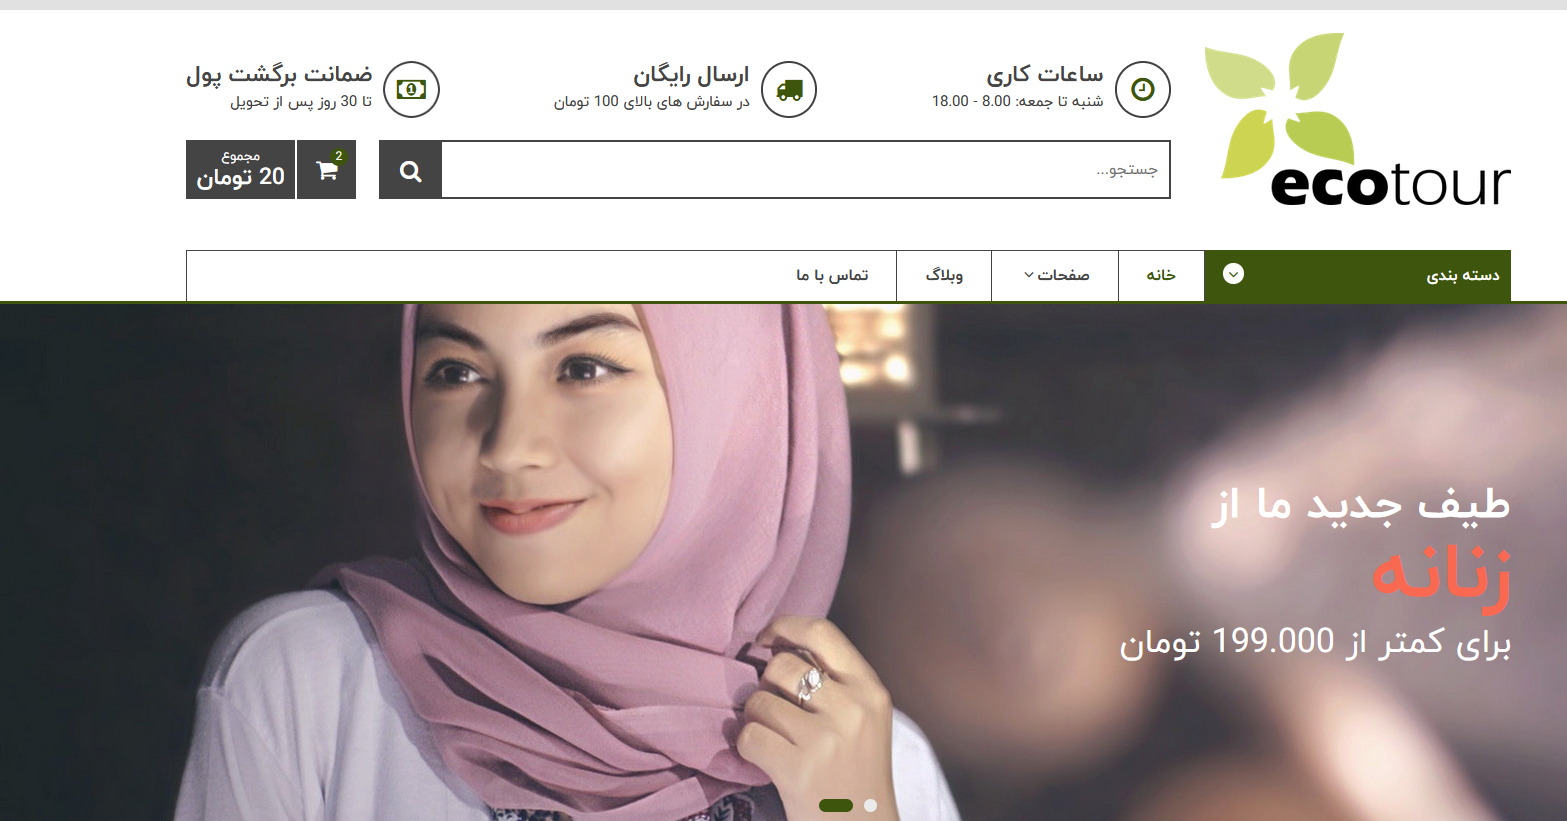 ecotour
ساعات کاری
شنبه تا جمعه: 8.00 - 18.00
ارسال رایگان
در سفارش های بالای 100 تومان
ضمانت برگشت پول
تا 30 روز پس از تحویل
جستجو...
2
مجموع
20 تومان
دسته بندی
خانه
صفحات
وبلاگ
تماس با ما
طیف جدید ما از
زنانه
برای کمتر از 199.000 تومان